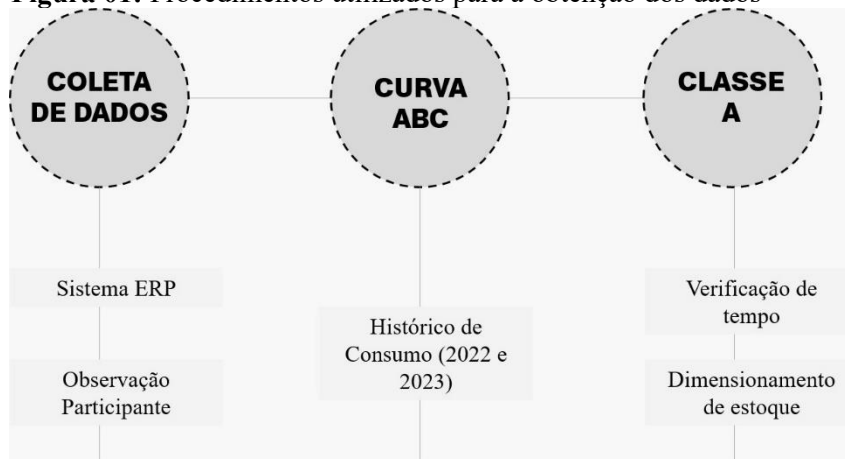 Figura 01: Procedimentos utilizados para a obtenção dos dados
COLETA
DE DADOS
CURVA
ABC
CLASSE
A
Sistema ERP
Observação
Participante
Histórico de
Consumo (2022 e
2023)
Verificação de
tempo
Dimensionamento
de estoque